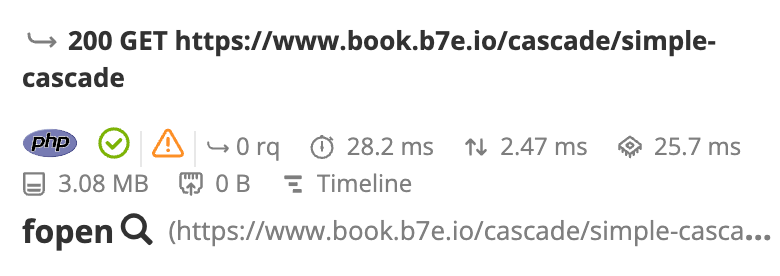 200 GET https://www.book.b7e.io/cascade/simple-
cascade
php 0 rq 28.2 ms 2.47 ms 25.7 ms
3.08 MB 0 B Timeline
fopen (https://www.book.b7e.io/cascade/simple-casca...